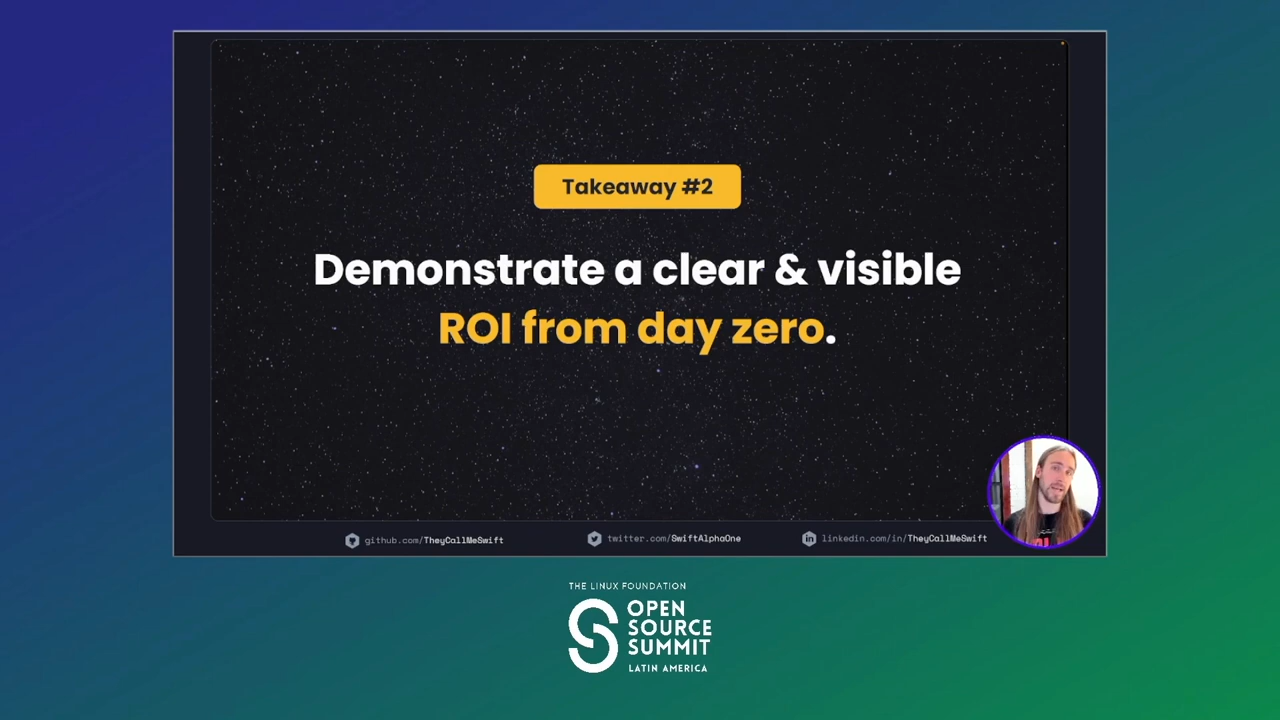 Takeaway #2
Demonstrate a clear & visible
ROI from day zero.
github.com/TheyCallMeSwift
twitter.com/SwiftAlphaOne
linkedin.com/in/TheyCallMeSwift
THE LINUX FOUNDATION
OPEN
SOURCE
SUMMIT
LATIN AMERICA